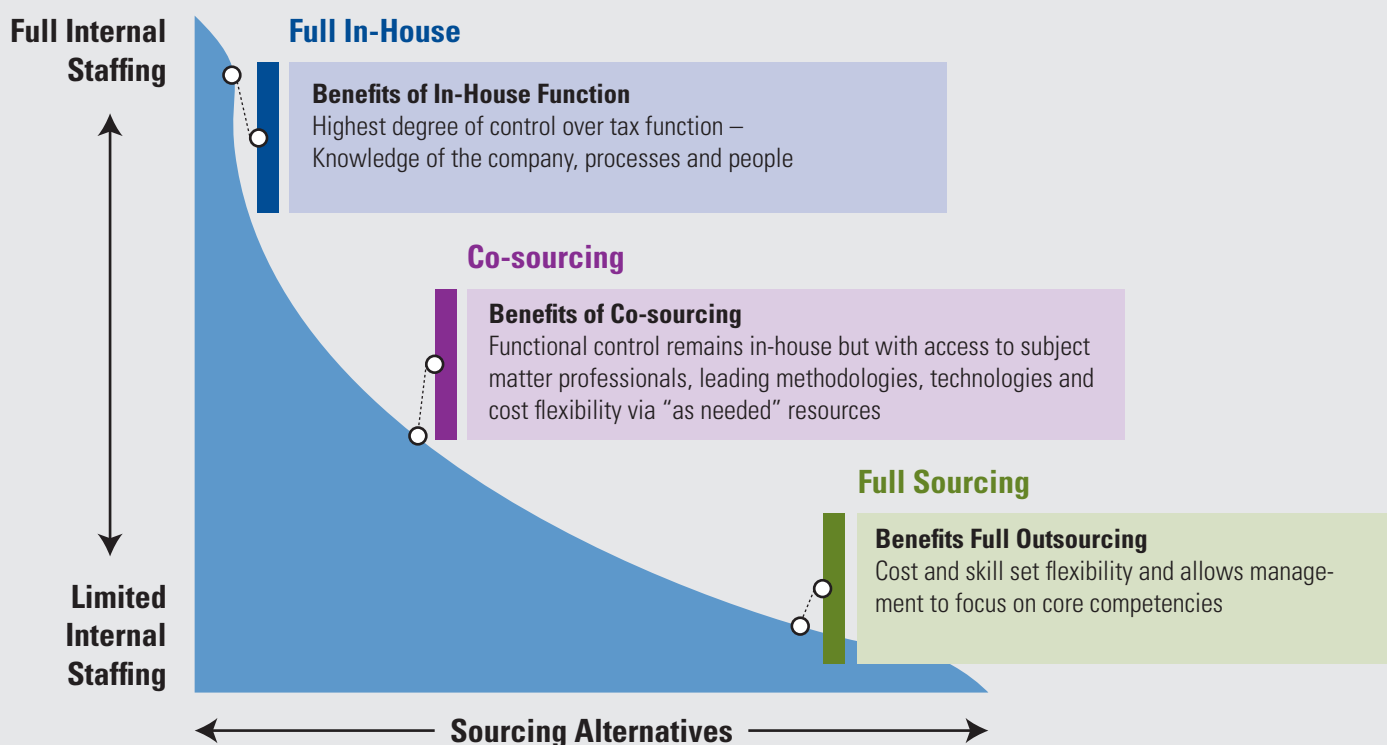 Full Internal
Staffing
Full In-House
Benefits of In-House Function
Highest degree of control over tax function –
Knowledge of the company, processes and people
Co-sourcing
Benefits of Co-sourcing
Functional control remains in-house but with access to subject
matter professionals, leading methodologies, technologies and
cost flexibility via “as needed” resources
Full Sourcing
Benefits Full Outsourcing
Cost and skill set flexibility and allows manage-
ment to focus on core competencies
Limited
Internal
Staffing
Sourcing Alternatives